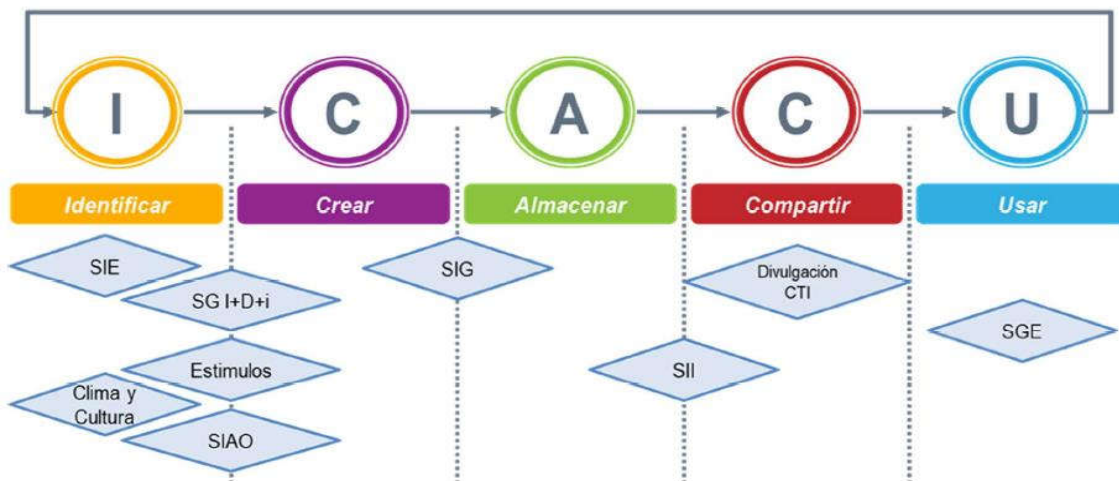 I
C
A
C
U
Identificar
Crear
Almacenar
Compartir
Usar
SIE
SG I+D+i
Estimulos
Clima y
Cultura
SIAO
SIG
Divulgación
CTI
SII
SGE